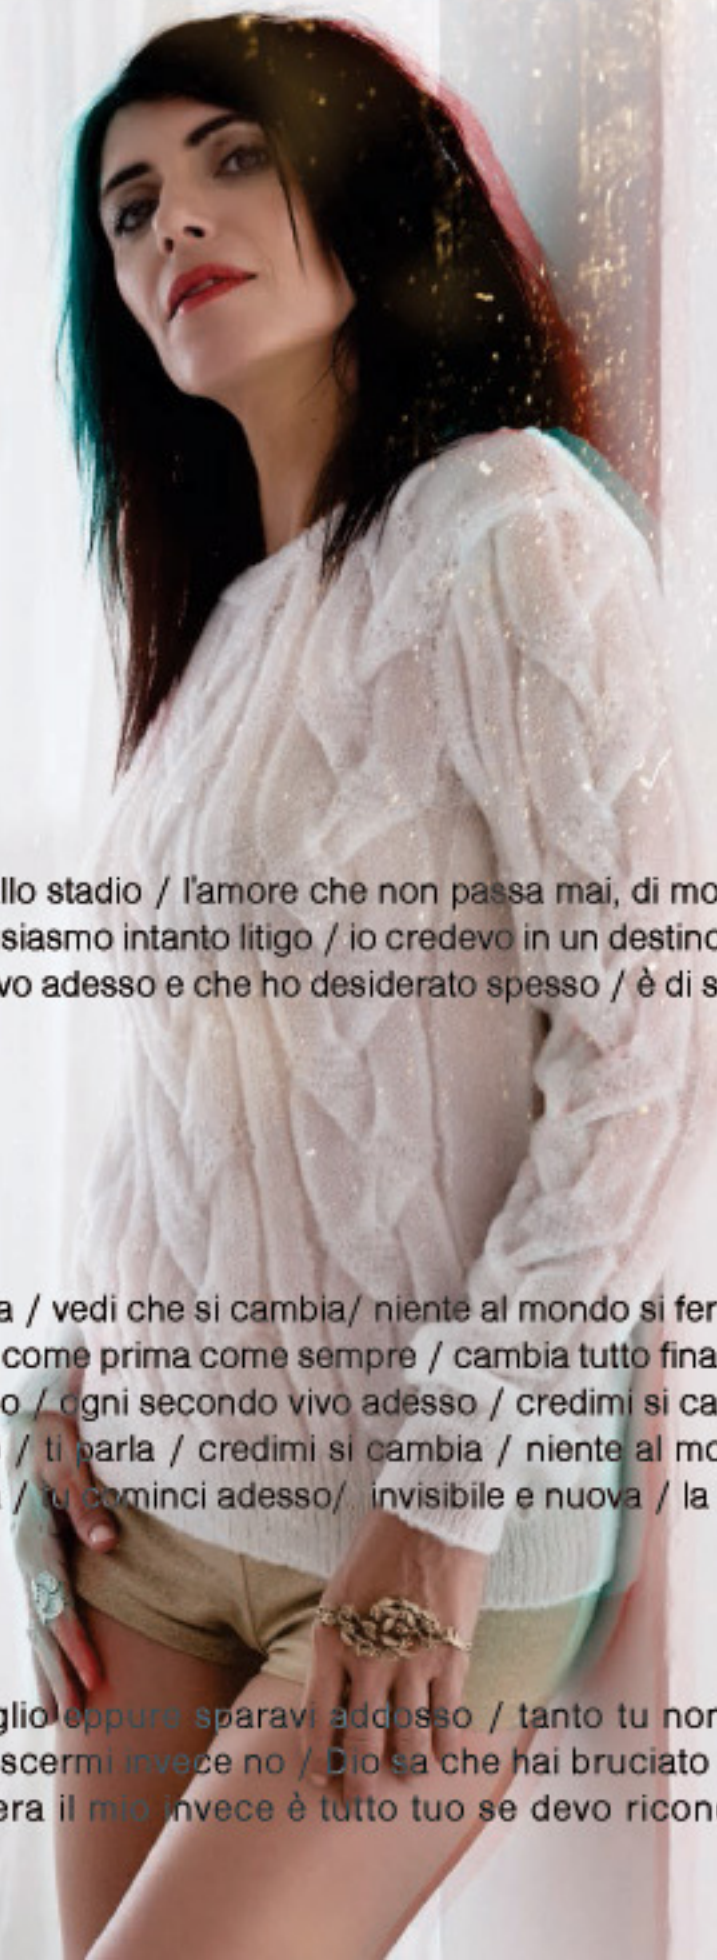 llo stadio / l'amore che non passa mai, di mo
siasmo intanto litigo / io credevo in un destino
vo adesso e che ho desiderato spesso / è di s
a / vedi che si cambia/ niente al mondo si fer
come prima come sempre / cambia tutto fina
o / ogni secondo vivo adesso / credimi si ca
/ ti parla / credimi si cambia / niente al mo
/ tu cominci adesso/ invisibile e nuova / la
glio oppure sparavi addosso / tanto tu non
scermi invece no / Dio sa che hai bruciato
era il mio invece è tutto tuo se devo ricono